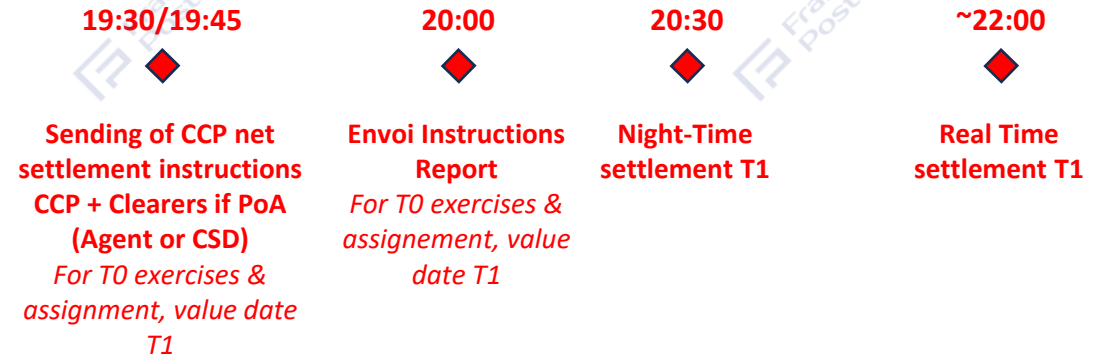 19:30/19:45
Sending of CCP net
settlement instructions
CCP + Clearers if PoA
(Agent or CSD)
For T0 exercises &
assignment, value date
T1
20:00
Envoi Instructions
Report
For T0 exercises &
assignement, value
date T1
20:30
Night-Time
settlement T1
~22:00
Real Time
settlement T1